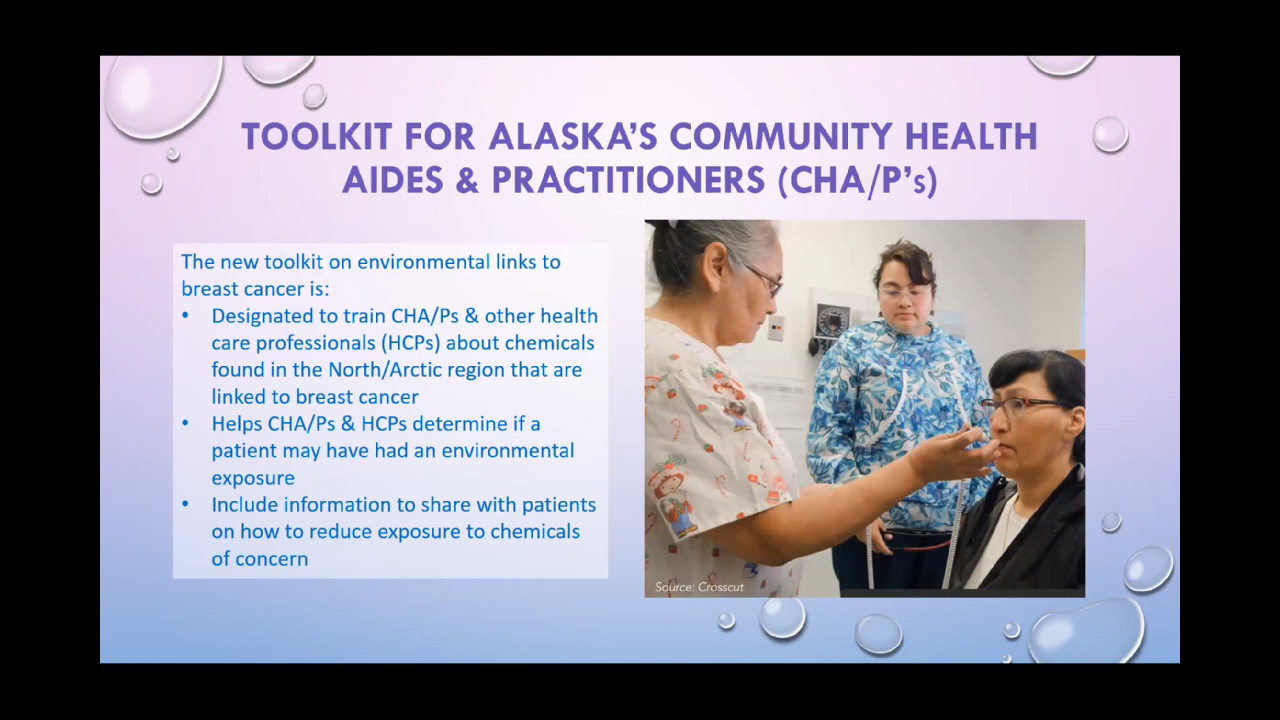 TOOLKIT FOR ALASKA'S COMMUNITY HEALTH
AIDES & PRACTITIONERS (CHA/P's)
The new toolkit on environmental links to
breast cancer is:
• Designated to train CHA/Ps & other health
care professionals (HCPs) about chemicals
found in the North/Arctic region that are
linked to breast cancer
• Helps CHA/Ps & HCPs determine if a
patient may have had an environmental
exposure
• Include information to share with patients
on how to reduce exposure to chemicals
of concern
Source: Crosscut